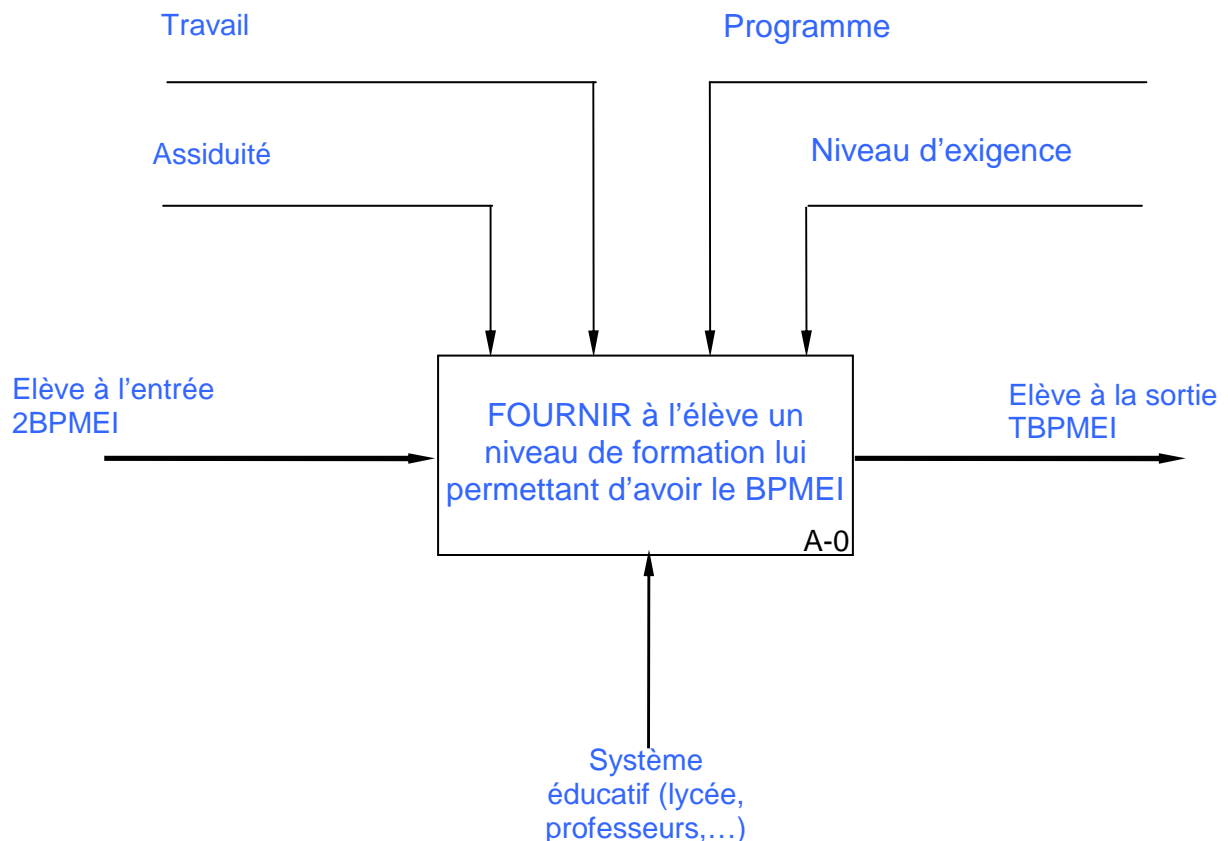 Travail
Programme
Assiduité
Niveau d’exigence
Elève à l’entrée
2BPMEI
FOURNIR à l’élève un
niveau de formation lui
permettant d’avoir le BPMEI
A-0
Elève à la sortie
TBPMEI
Système
éducatif (lycée,
professeurs,…)